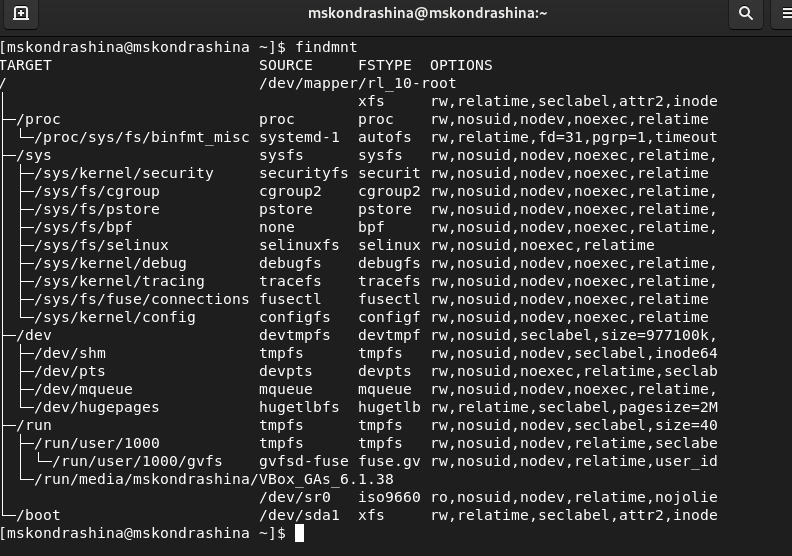 mskondrashina@mskondrashina:~
[mskondrashina@mskondrashina ~]$ findmnt
TARGET                       SOURCE     FSTYPE  OPTIONS
/                            /dev/mapper/rl_10-root
│                                       xfs     rw,relatime,seclabel,attr2,inode
├─/proc                      proc       proc    rw,nosuid,nodev,noexec,relatime
│ └─/proc/sys/fs/binfmt_misc systemd-1  autofs  rw,relatime,fd=31,pgrp=1,timeout
├─/sys                       sysfs      sysfs   rw,nosuid,nodev,noexec,relatime,
│ ├─/sys/kernel/security     securityfs securit rw,nosuid,nodev,noexec,relatime
│ ├─/sys/fs/cgroup           cgroup2    cgroup2 rw,nosuid,nodev,noexec,relatime,
│ ├─/sys/fs/pstore           pstore     pstore  rw,nosuid,nodev,noexec,relatime,
│ ├─/sys/fs/bpf              none       bpf     rw,nosuid,nodev,noexec,relatime,
│ ├─/sys/fs/selinux          selinuxfs  selinux rw,nosuid,noexec,relatime
│ ├─/sys/kernel/debug        debugfs    debugfs rw,nosuid,nodev,noexec,relatime,
│ ├─/sys/kernel/tracing      tracefs    tracefs rw,nosuid,nodev,noexec,relatime,
│ ├─/sys/fs/fuse/connections fusectl    fusectl rw,nosuid,nodev,noexec,relatime
│ └─/sys/kernel/config       configfs   configf rw,nosuid,nodev,noexec,relatime
├─/dev                       devtmpfs   devtmpf rw,nosuid,seclabel,size=977100k,
│ ├─/dev/shm                 tmpfs      tmpfs   rw,nosuid,nodev,seclabel,inode64
│ ├─/dev/pts                 devpts     devpts  rw,nosuid,noexec,relatime,seclab
│ ├─/dev/mqueue              mqueue     mqueue  rw,nosuid,nodev,noexec,relatime,
│ └─/dev/hugepages           hugetlbfs  hugetlb rw,relatime,seclabel,pagesize=2M
├─/run                       tmpfs      tmpfs   rw,nosuid,nodev,seclabel,size=40
│ ├─/run/user/1000           tmpfs      tmpfs   rw,nosuid,nodev,relatime,seclabe
│ │ └─/run/user/1000/gvfs    gvfsd-fuse fuse.gv rw,nosuid,nodev,relatime,user_id
│ └─/run/media/mskondrashina/VBox_GAs_6.1.38
│                            /dev/sr0   iso9660 ro,nosuid,nodev,relatime,nojolie
└─/boot                      /dev/sda1  xfs     rw,relatime,seclabel,attr2,inode
[mskondrashina@mskondrashina ~]$